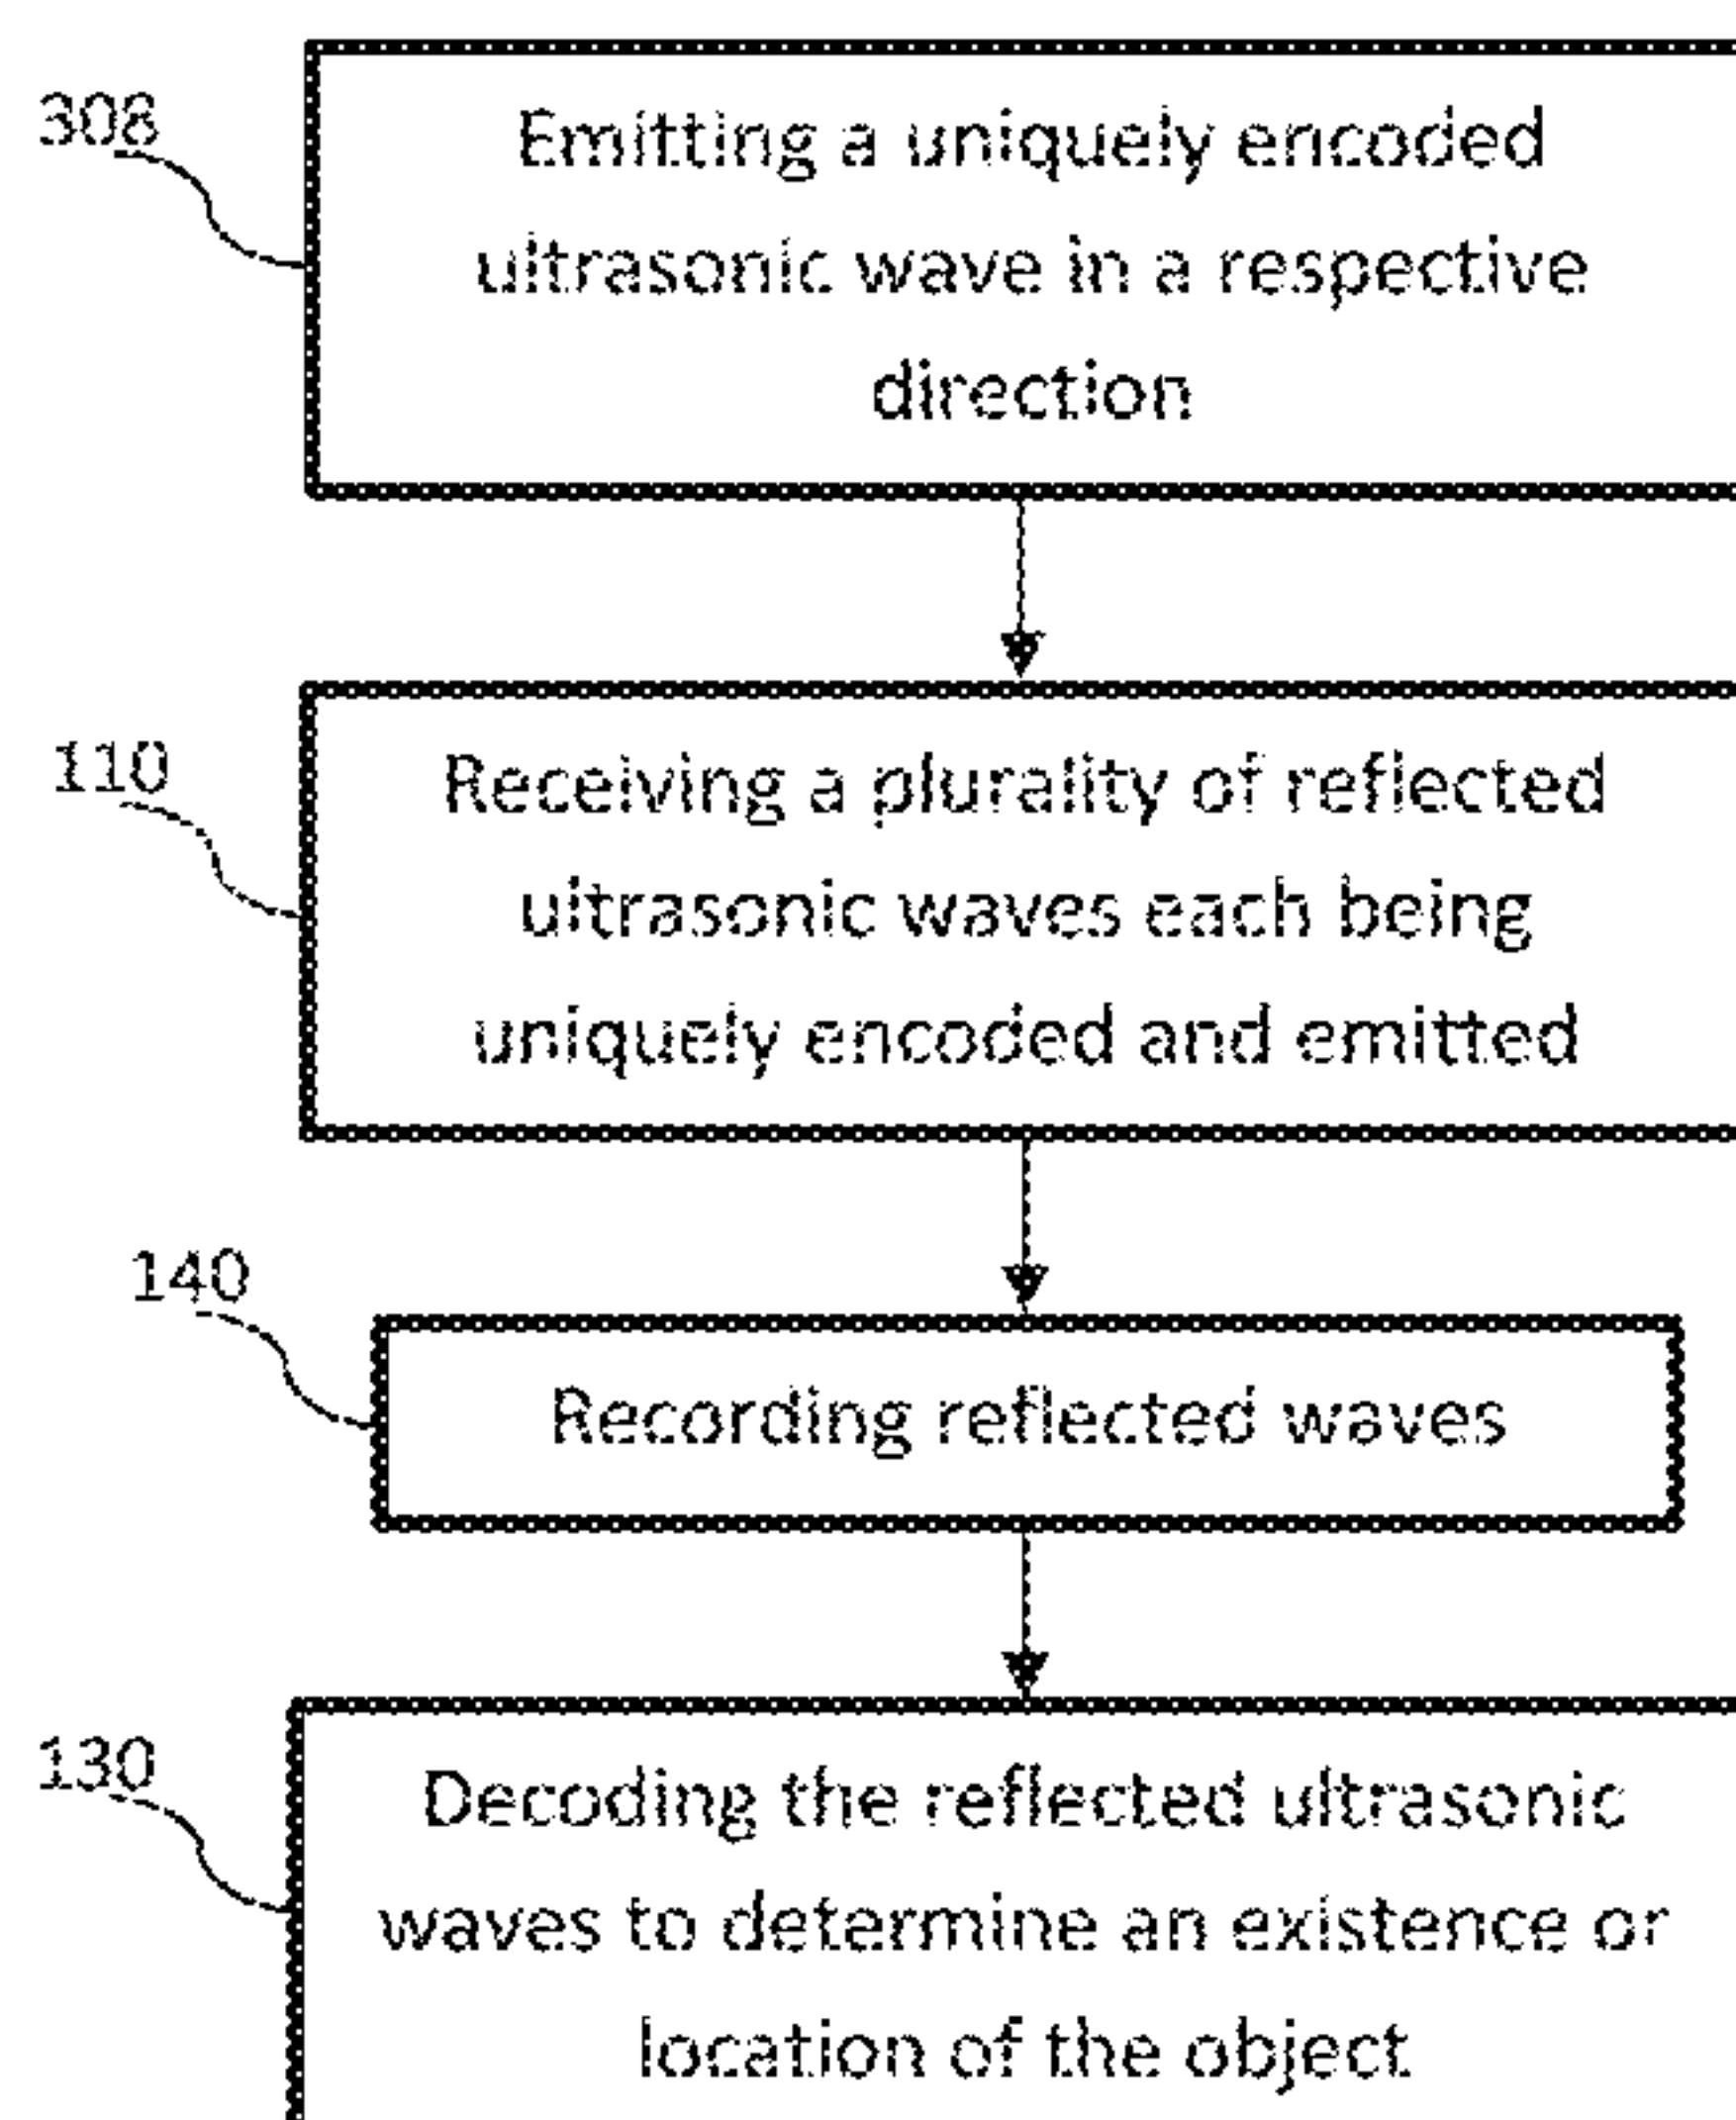 308
Emitting a uniquely encoded
ultrasonic wave in a respective
direction
110
Receiving a plurality of reflected
ultrasonic waves each being
uniquely encoded and emitted
140
Recording reflected waves
130
Decoding the reflected ultrasonic
waves to determine an existence or
location of the object